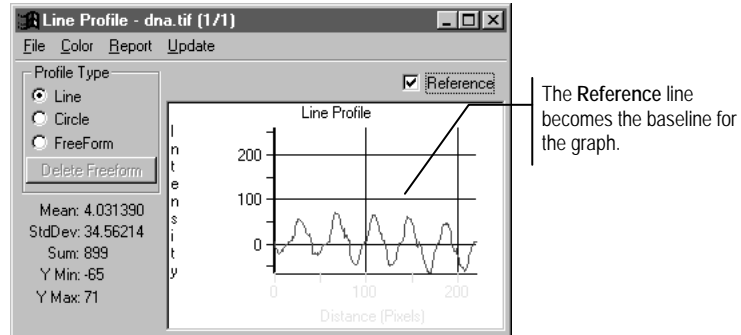 Line Profile - dna.tif (1/1)
File Color Report Update
Profile Type
Line
Circle
FreeForm
Delete Freeform
Mean: 4.031390
StdDev: 34.56214
Sum: 899
Y Min: -65
Y Max: 71
Reference
Line Profile
Intensity
200
100
0
0 100 200
Distance (Pixels)
The Reference line
becomes the baseline for
the graph.